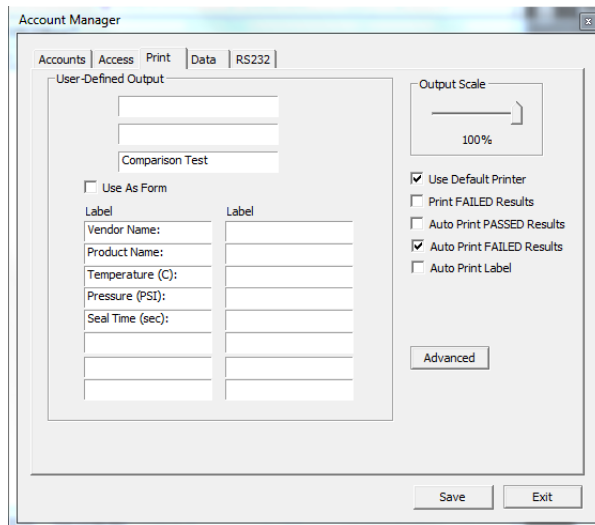 Account Manager
x
Accounts Access Print Data RS232
User-Defined Output
Comparison Test
Use As Form
Label Label
Vendor Name:
Product Name:
Temperature (C):
Pressure (PSI):
Seal Time (sec):
Output Scale
100%
Use Default Printer
Print FAILED Results
Auto Print PASSED Results
Auto Print FAILED Results
Auto Print Label
Advanced
Save Exit